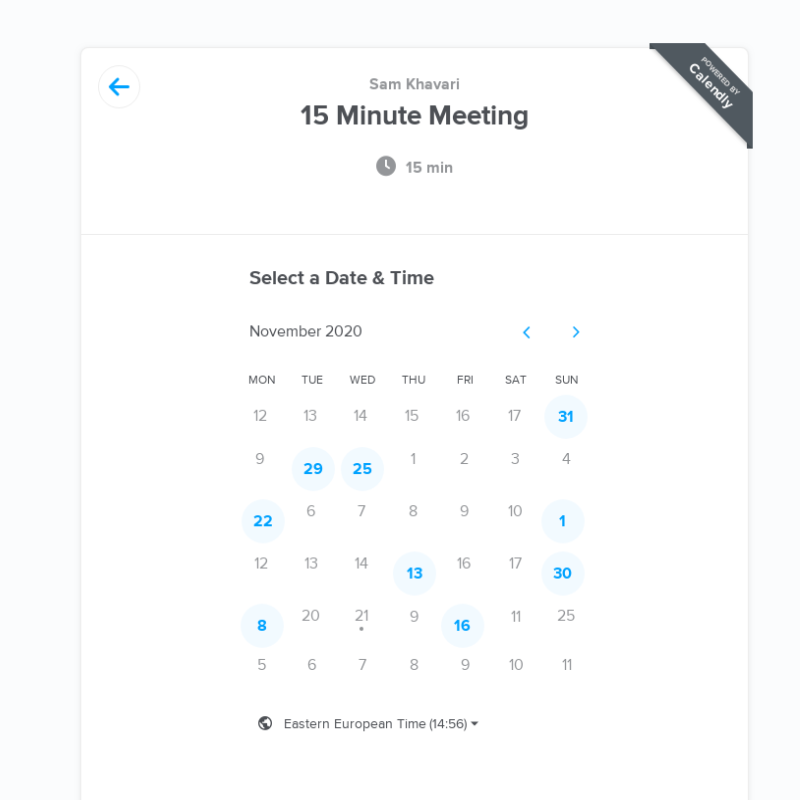 POWERED BY
Calendly
Sam Khavari
15 Minute Meeting
15 min
Select a Date & Time
November 2020
MON TUE WED THU FRI SAT SUN
12 13 14 15 16 17 31
9 29 25 1 2 3 4
22 6 7 8 9 10 1
12 13 14 13 16 17 30
8 20 21 9 16 11 25
5 6 7 8 9 10 11
Eastern European Time (14:56)